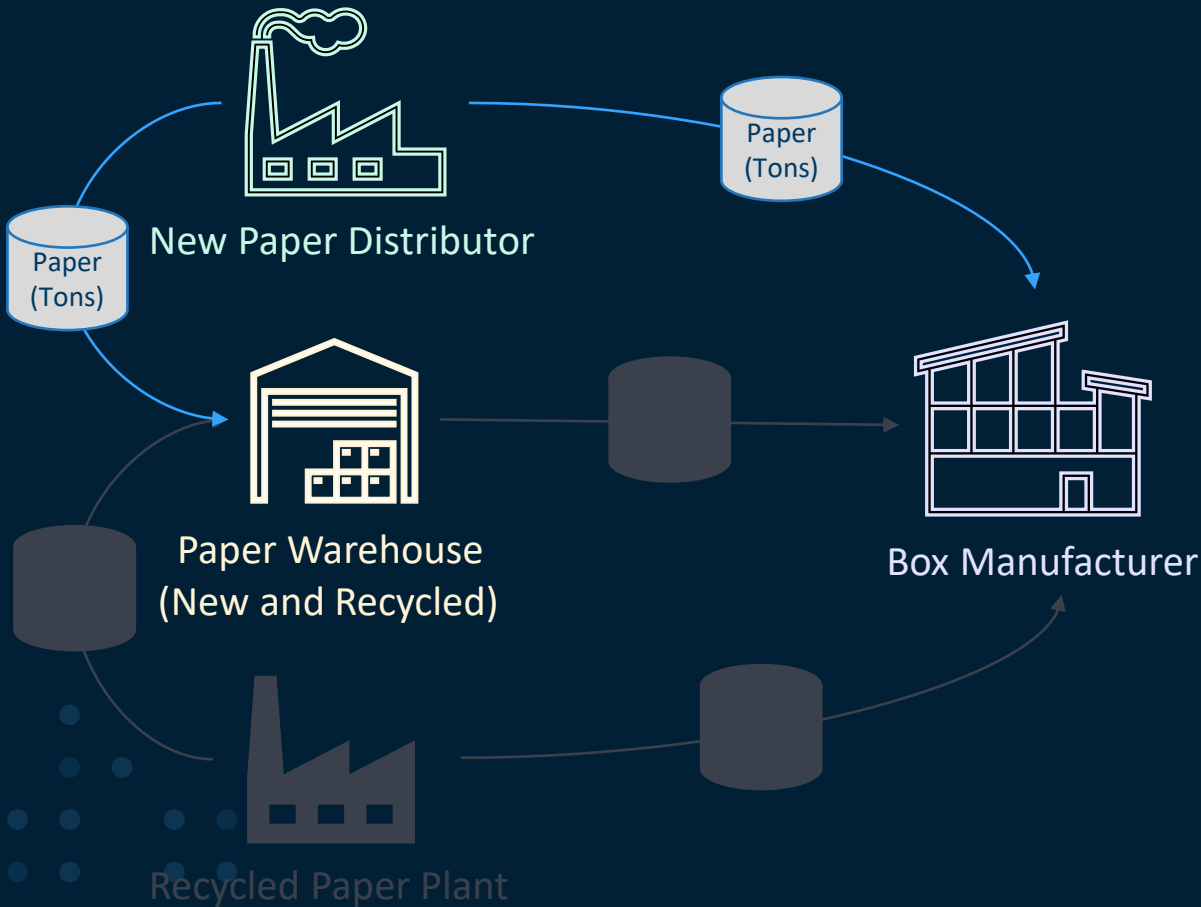 Paper
(Tons)
New Paper Distributor
Paper
(Tons)
Paper Warehouse
(New and Recycled)
Box Manufacturer
Recycled Paper Plant